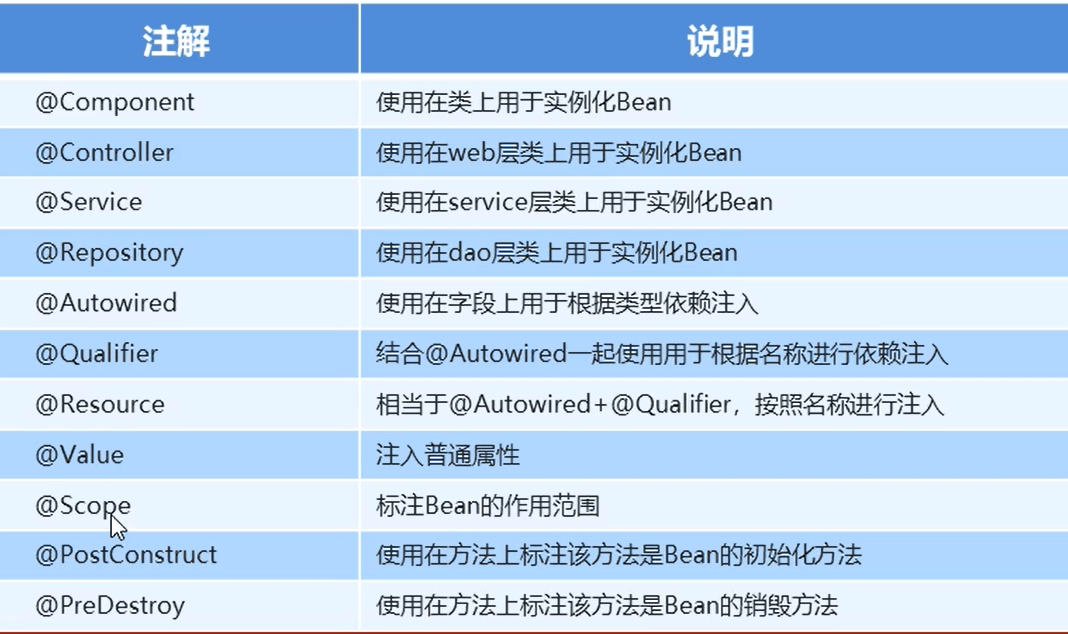 注解 说明
@Component 使用在类上用于实例化Bean
@Controller 使用在web层类上用于实例化Bean
@Service 使用在service层类上用于实例化Bean
@Repository 使用在dao层类上用于实例化Bean
@Autowired 使用在字段上用于根据类型依赖注入
@Qualifier 结合@Autowired一起使用用于根据名称进行依赖注入
@Resource 相当于@Autowired+@Qualifier，按照名称进行注入
@Value 注入普通属性
@Scope 标注Bean的作用范围
@PostConstruct 使用在方法上标注该方法是Bean的初始化方法
@PreDestroy 使用在方法上标注该方法是Bean的销毁方法